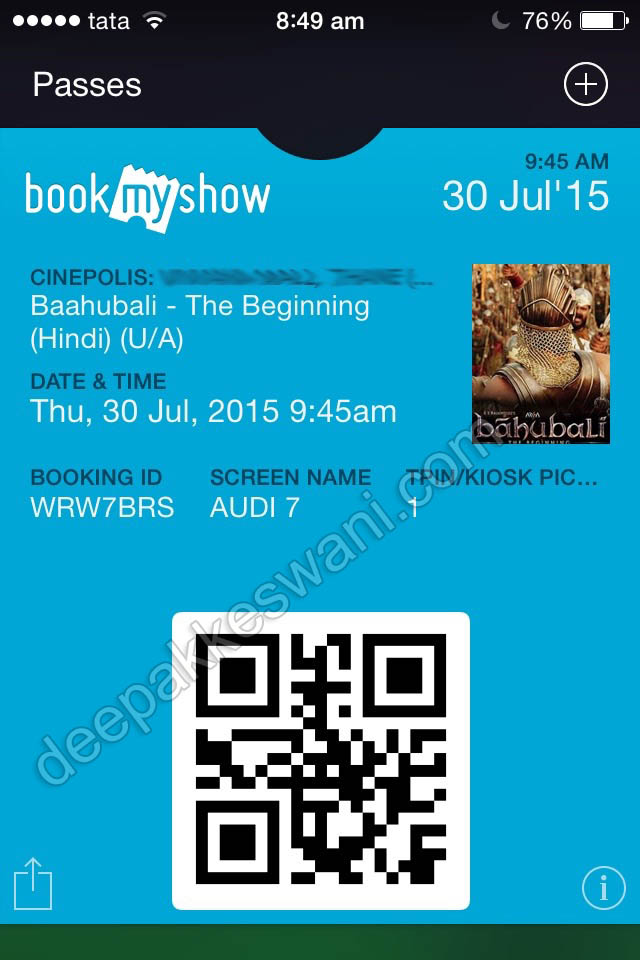 tata 8:49 am 76%
Passes
bookmyshow
9:45 AM
30 Jul'15
CINEPOLIS:
Baahubali - The Beginning
(Hindi) (U/A)
DATE & TIME
Thu, 30 Jul, 2015 9:45am
bāhubali
THE BEGINNING
BOOKING ID SCREEN NAME TPIN/KIOSK PIC...
WRW7BRS AUDI 7 1
deepakkeswani.com